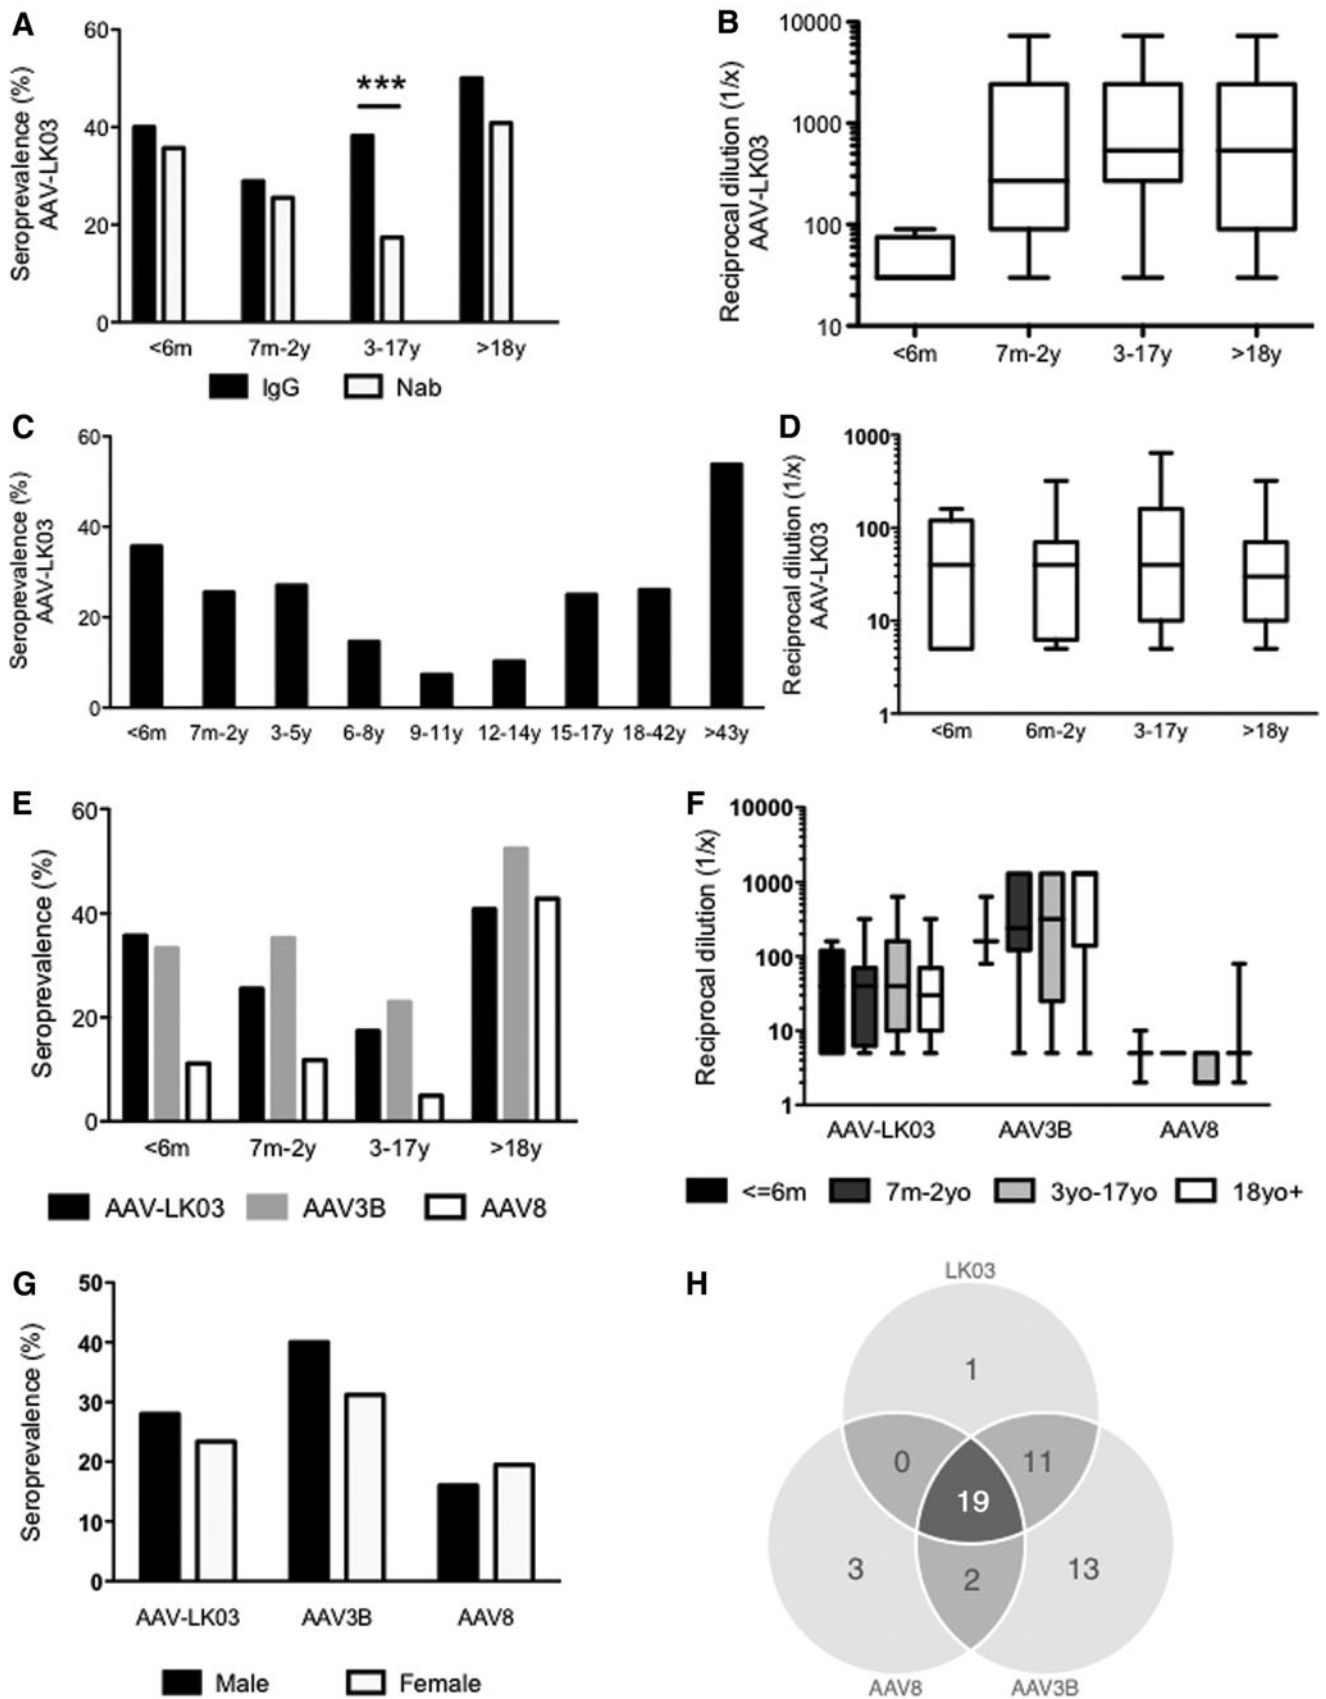 A
Seroprevalence (%)
AAV-LK03
60
40
20
0
***
<6m 7m-2y 3-17y >18y
IgG Nab
B
Reciprocal dilution (1/x)
AAV-LK03
10000
1000
100
10
<6m 7m-2y 3-17y >18y
C
Seroprevalence (%)
AAV-LK03
60
40
20
0
<6m 7m-2y 3-5y 6-8y 9-11y 12-14y 15-17y 18-42y >43y
D
Reciprocal dilution (1/x)
AAV-LK03
1000
100
10
1
<6m 6m-2y 3-17y >18y
E
Seroprevalence (%)
60
40
20
0
<6m 7m-2y 3-17y >18y
AAV-LK03 AAV3B AAV8
F
Reciprocal dilution (1/x)
10000
1000
100
10
1
AAV-LK03 AAV3B AAV8
<=6m 7m-2yo 3yo-17yo 18yo+
G
Seroprevalence (%)
50
40
30
20
10
0
AAV-LK03 AAV3B AAV8
Male Female
H
LK03
1
0 11
19
3 2 13
AAV8 AAV3B